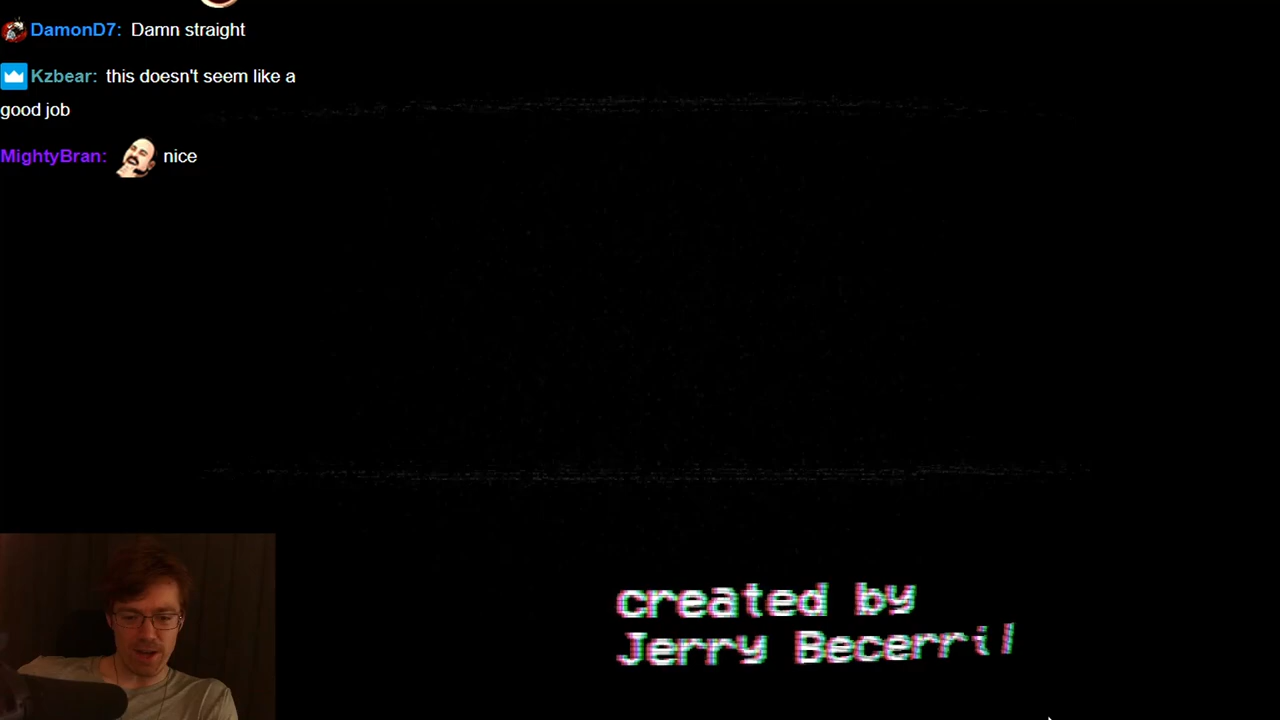 DamonD7: Damn straight
Kzbear: this doesn't seem like a
good job
MightyBran: nice
created by
Jerry Becerril